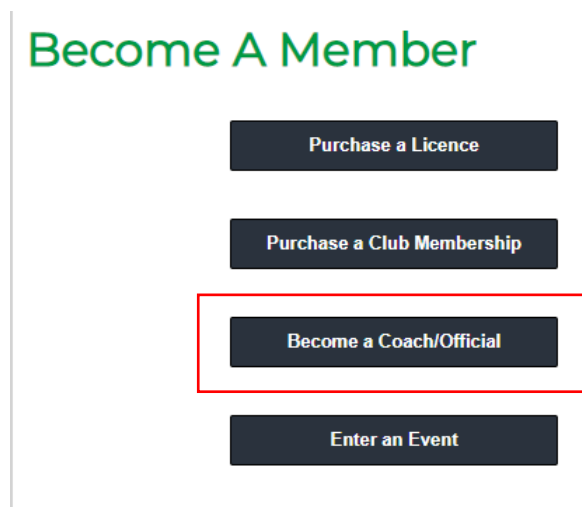 Become A Member
Purchase a Licence
Purchase a Club Membership
Become a Coach/Official
Enter an Event